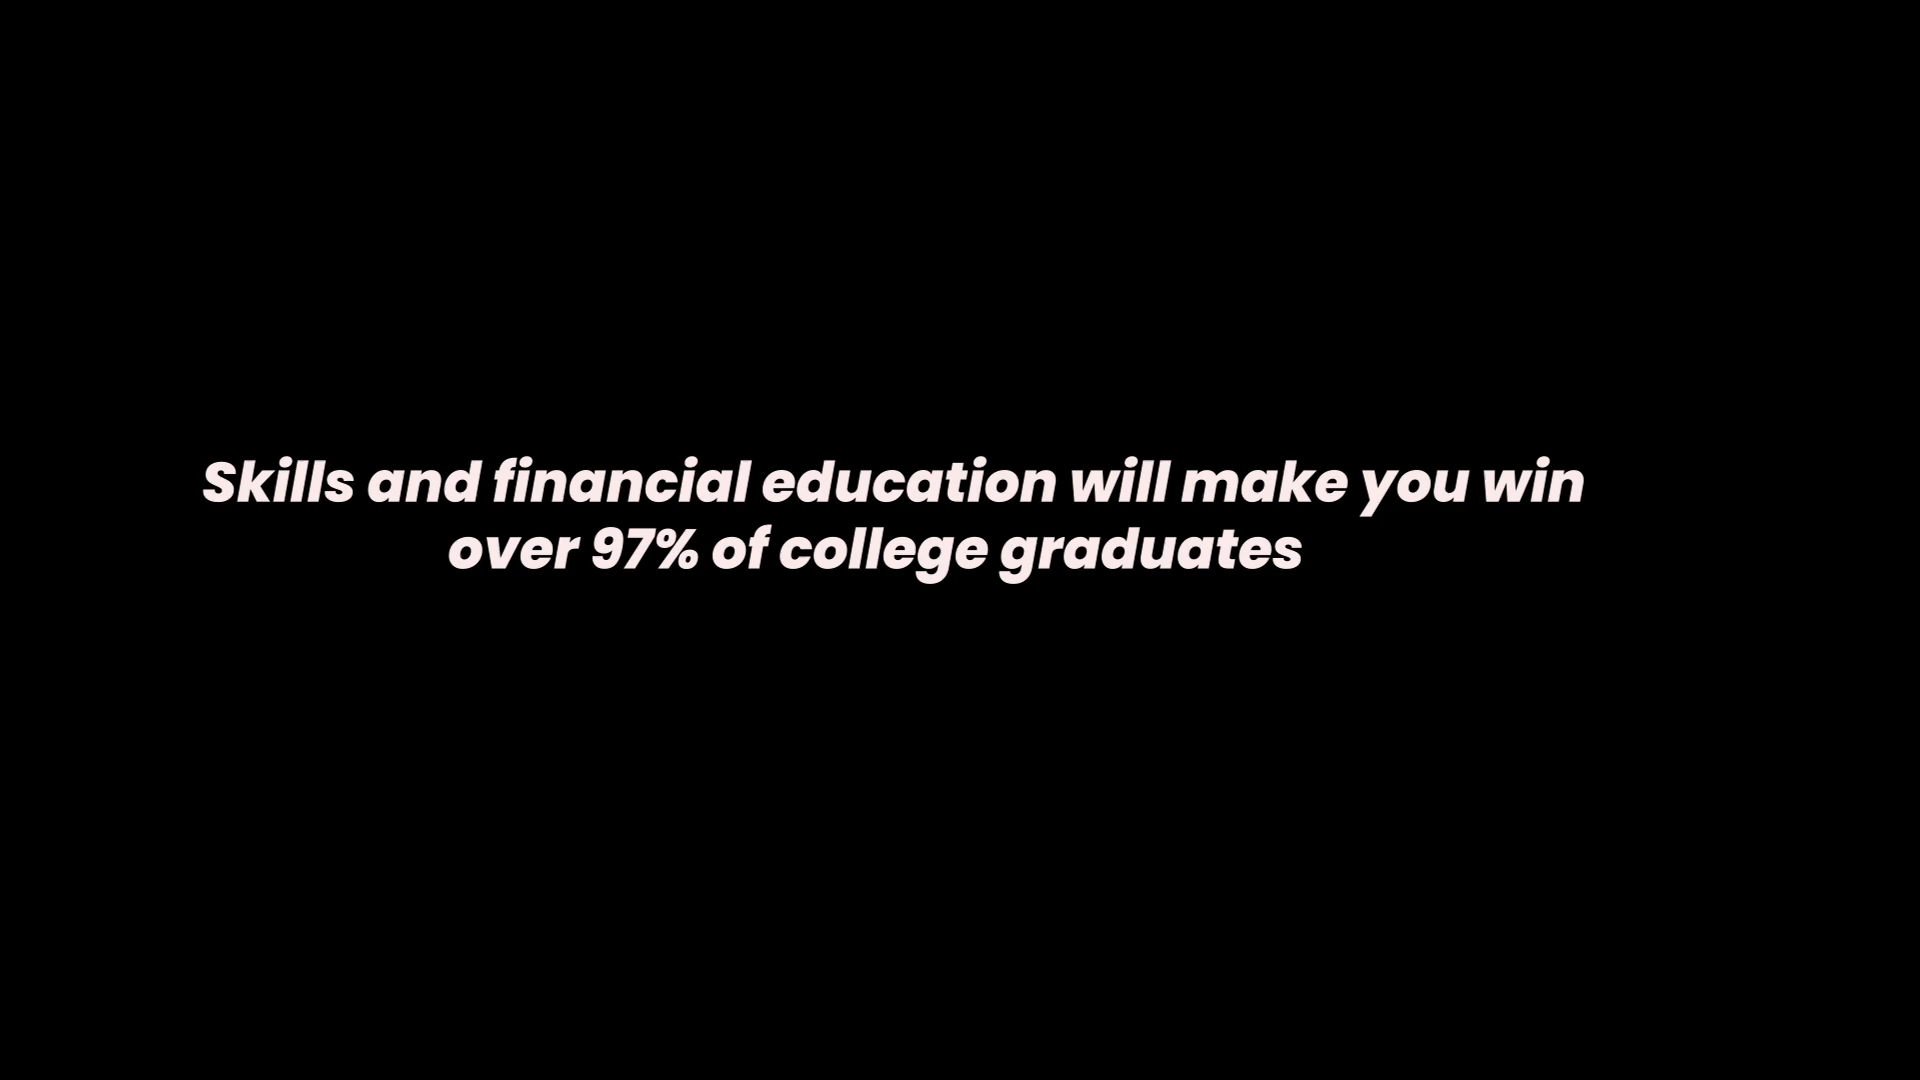 Skills and financial education will make you win
over 97% of college graduates